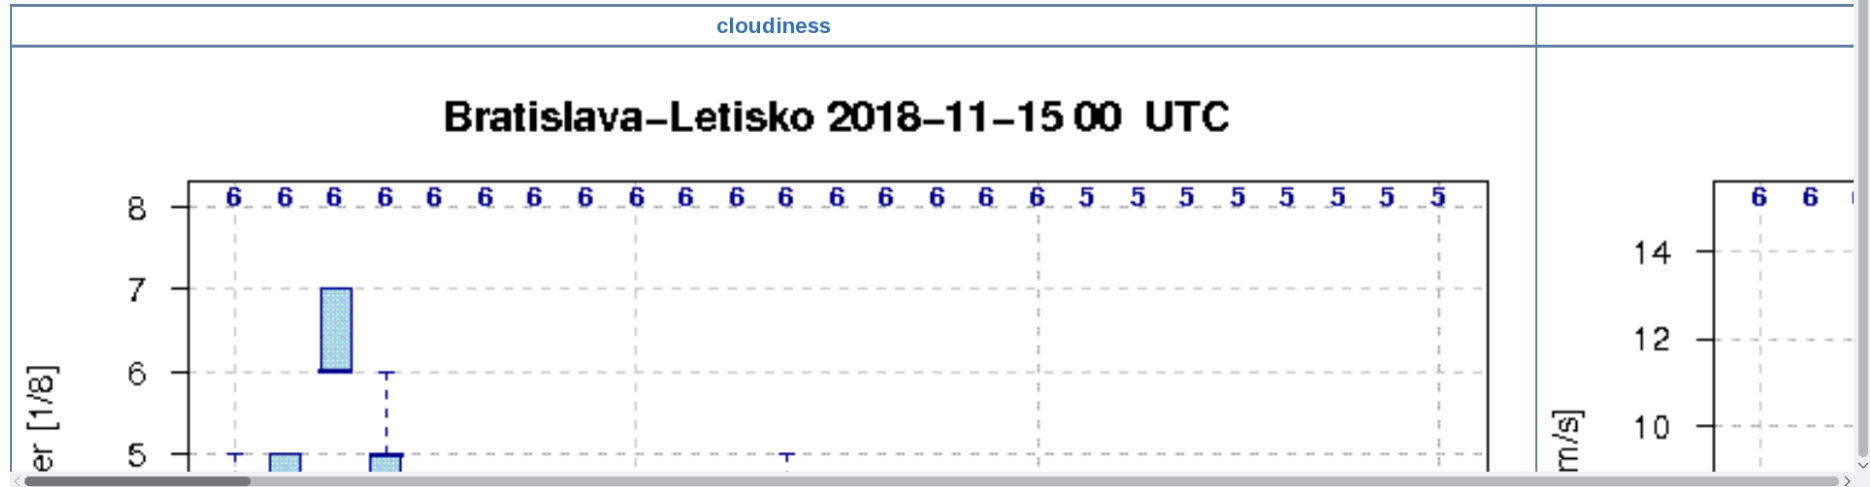 cloudiness
Bratislava–Letisko 2018–11–15 00 UTC
6 6 6 6 6 6 6 6 6 6 6 6 6 6 6 6 6 5 5 5 5 5 5 5 5
8
7
6
5
er [1/8]
6 6
14
12
10
m/s]